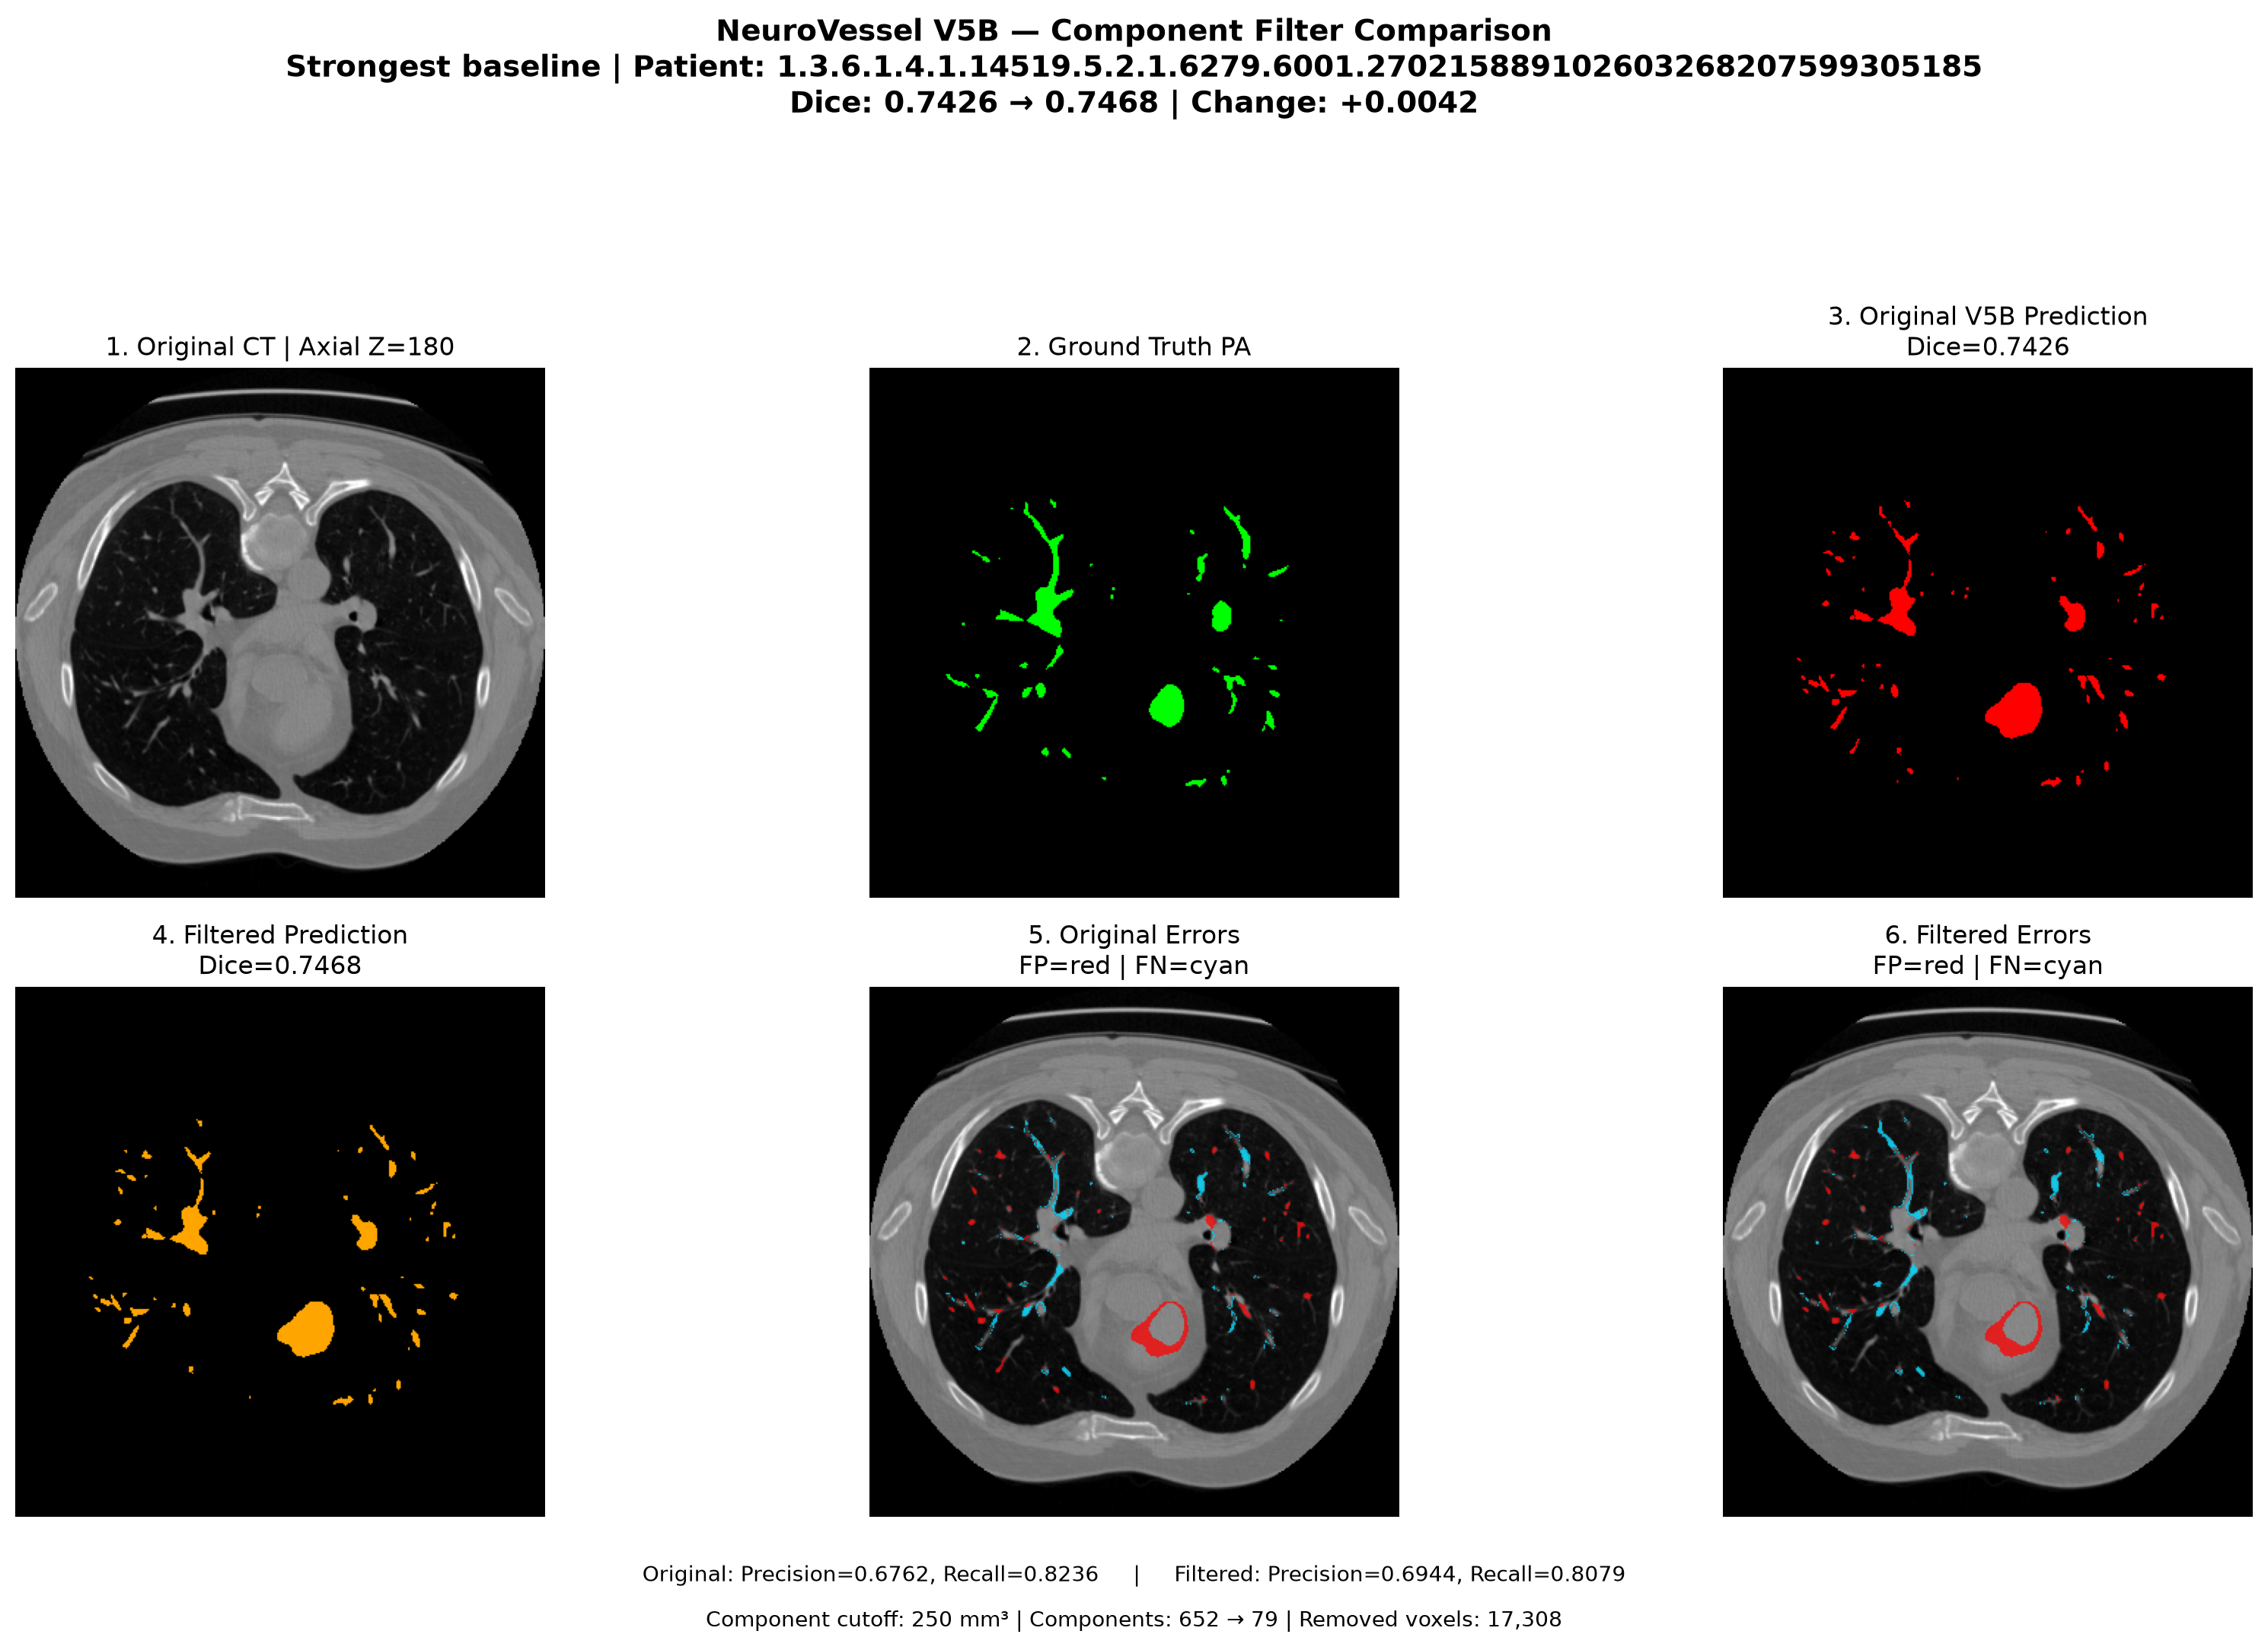 NeuroVessel V5B — Component Filter Comparison
Strongest baseline | Patient: 1.3.6.1.4.1.14519.5.2.1.6279.6001.270215889102603268207599305185
Dice: 0.7426 → 0.7468 | Change: +0.0042
1. Original CT | Axial Z=180
2. Ground Truth PA
3. Original V5B Prediction
Dice=0.7426
4. Filtered Prediction
Dice=0.7468
5. Original Errors
FP=red | FN=cyan
6. Filtered Errors
FP=red | FN=cyan
Original: Precision=0.6762, Recall=0.8236 | Filtered: Precision=0.6944, Recall=0.8079
Component cutoff: 250 mm³ | Components: 652 → 79 | Removed voxels: 17,308